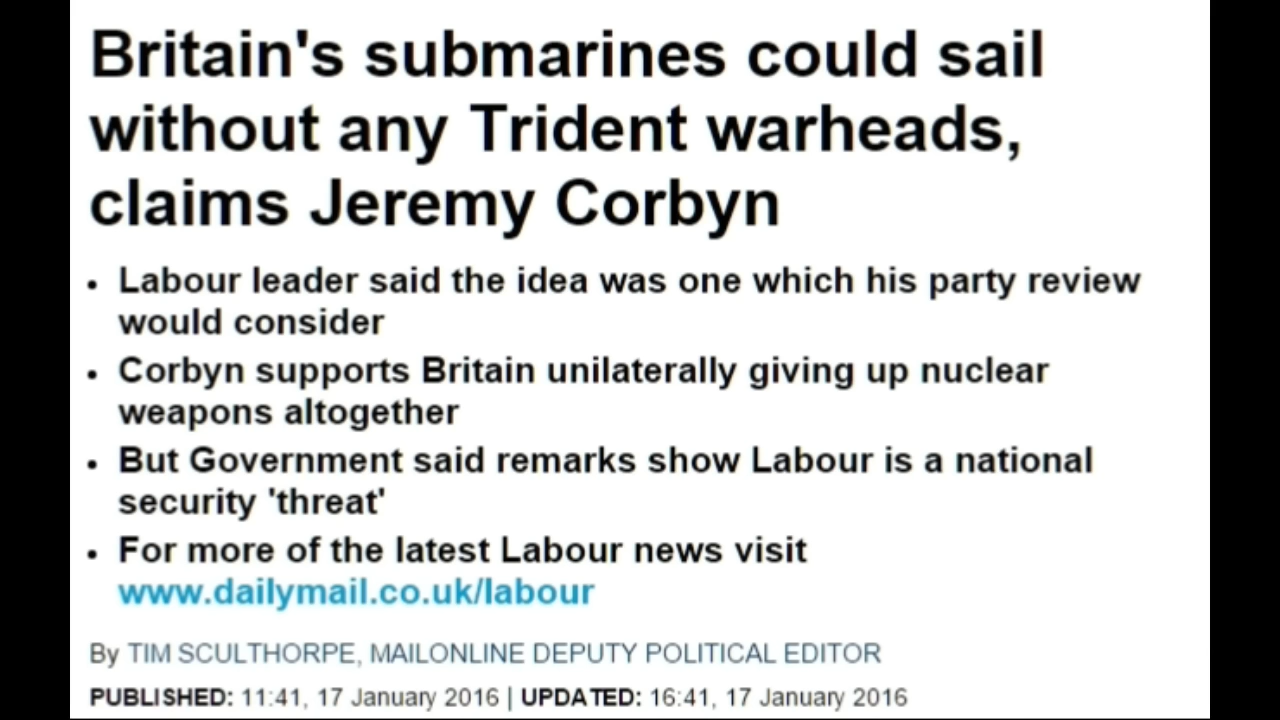 Britain's submarines could sail
without any Trident warheads,
claims Jeremy Corbyn
• Labour leader said the idea was one which his party review
would consider
• Corbyn supports Britain unilaterally giving up nuclear
weapons altogether
• But Government said remarks show Labour is a national
security 'threat'
• For more of the latest Labour news visit
www.dailymail.co.uk/labour
By TIM SCULTHORPE, MAILONLINE DEPUTY POLITICAL EDITOR
PUBLISHED: 11:41, 17 January 2016 | UPDATED: 16:41, 17 January 2016